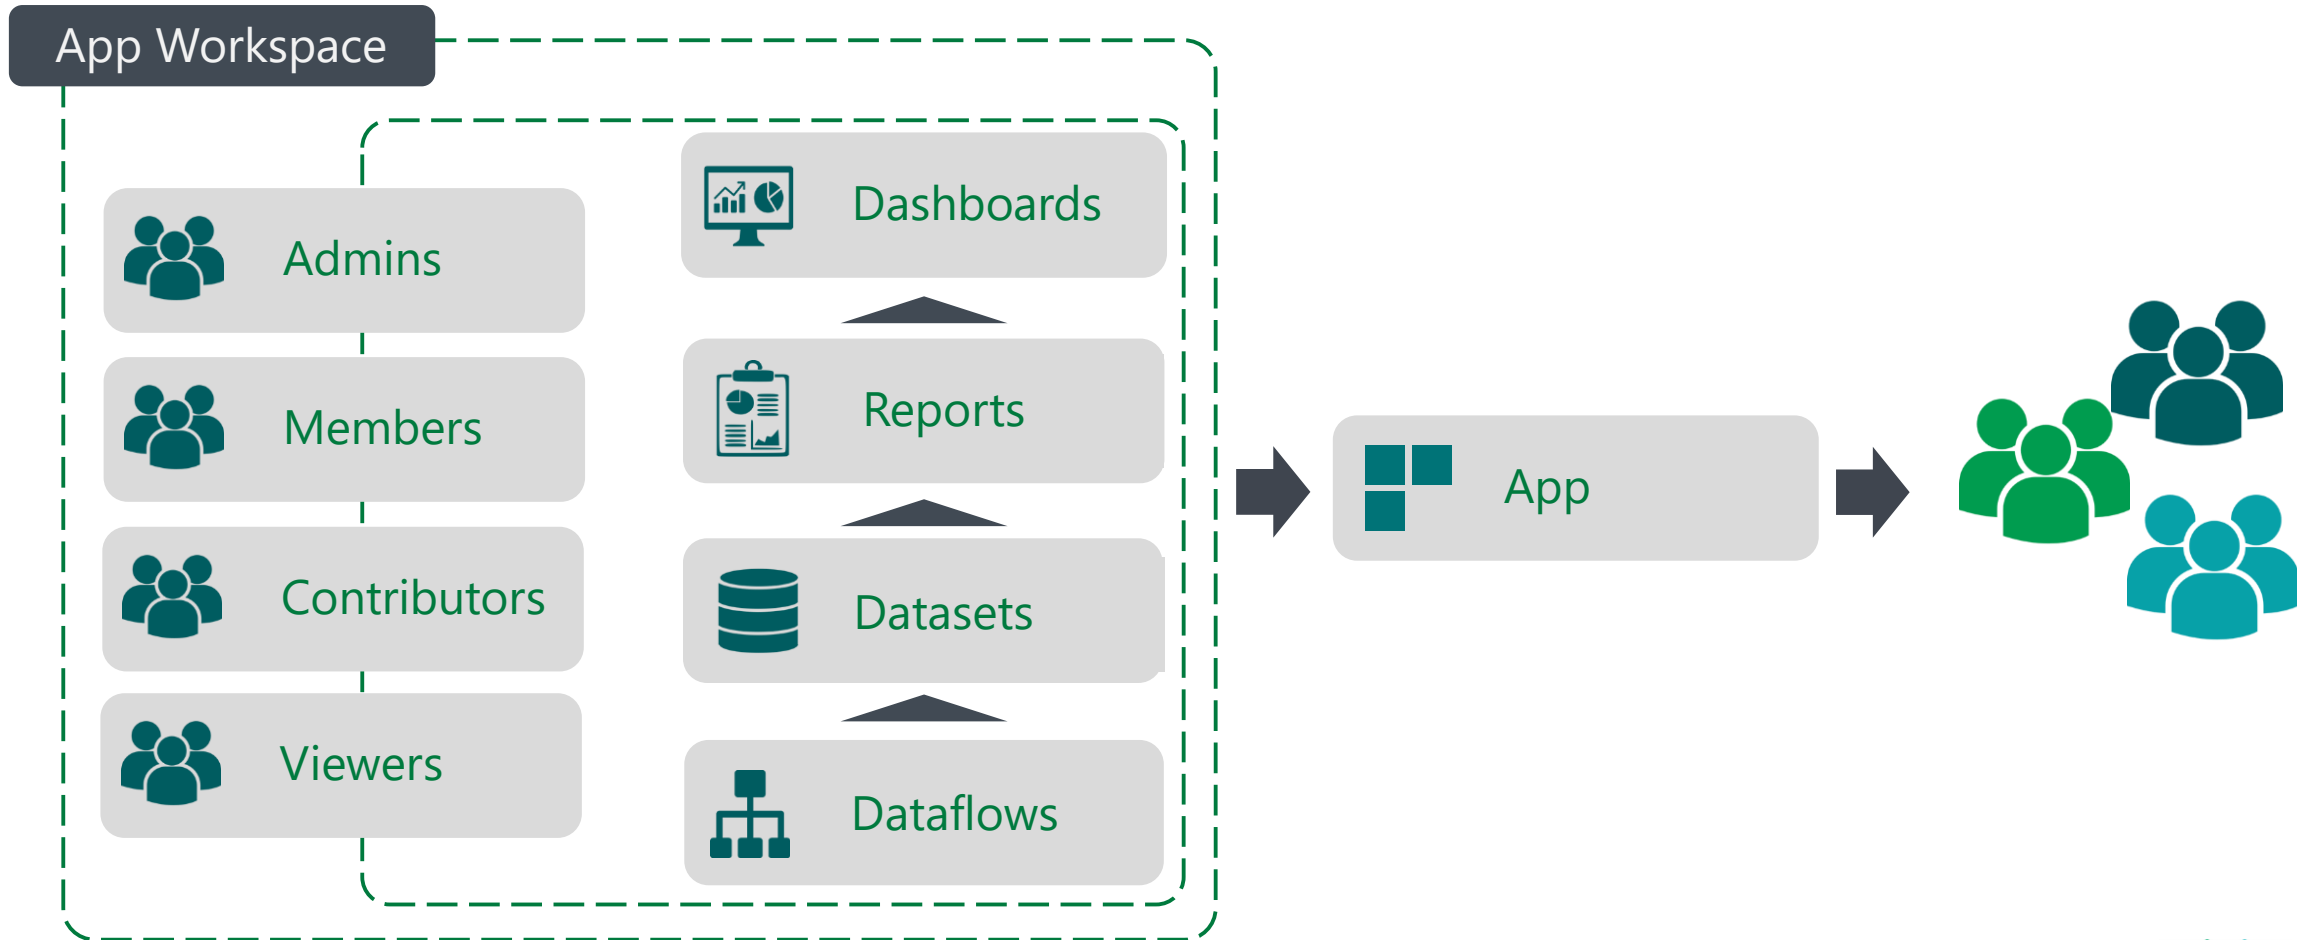 App Workspace
Admins
Members
Contributors
Viewers
Dashboards
Reports
Datasets
Dataflows
App